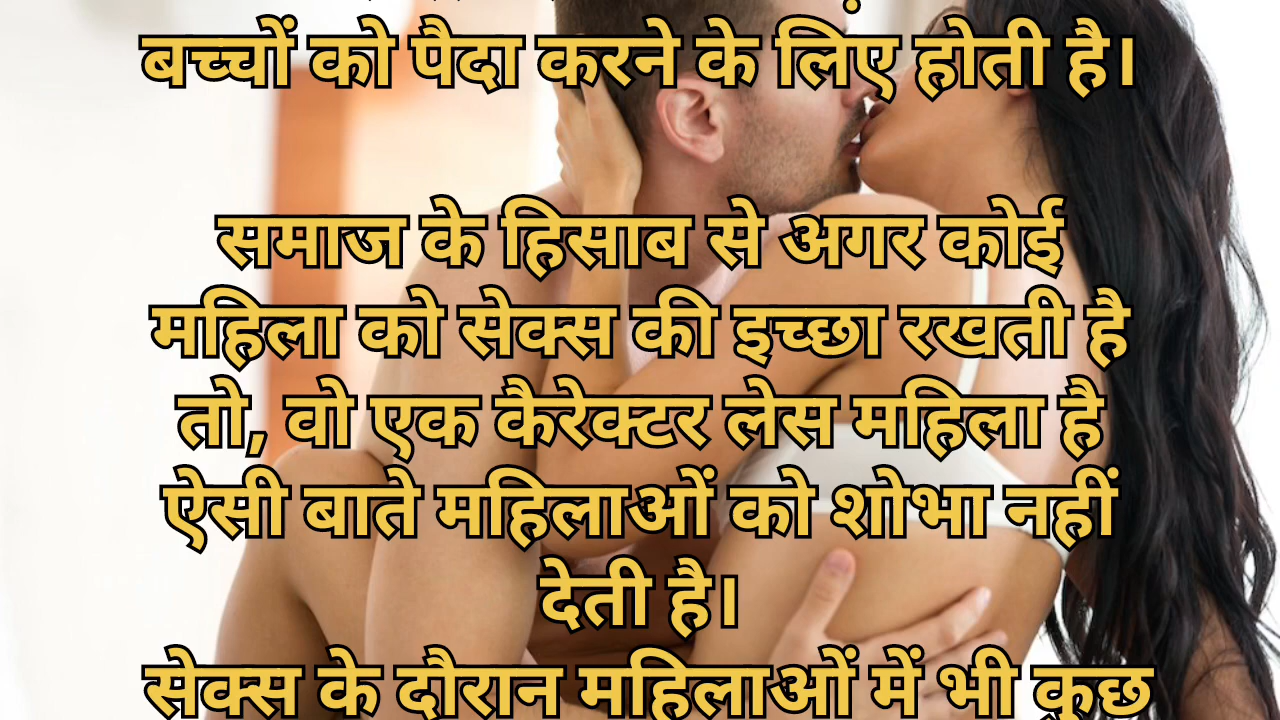 बच्चों को पैदा करने के लिए होती है।
समाज के हिसाब से अगर कोई
महिला को सेक्स की इच्छा रखती है
तो, वो एक कैरेक्टर लेस महिला है
ऐसी बाते महिलाओं को शोभा नहीं
देती है।
सेक्स के दौरान महिलाओं में भी कुछ